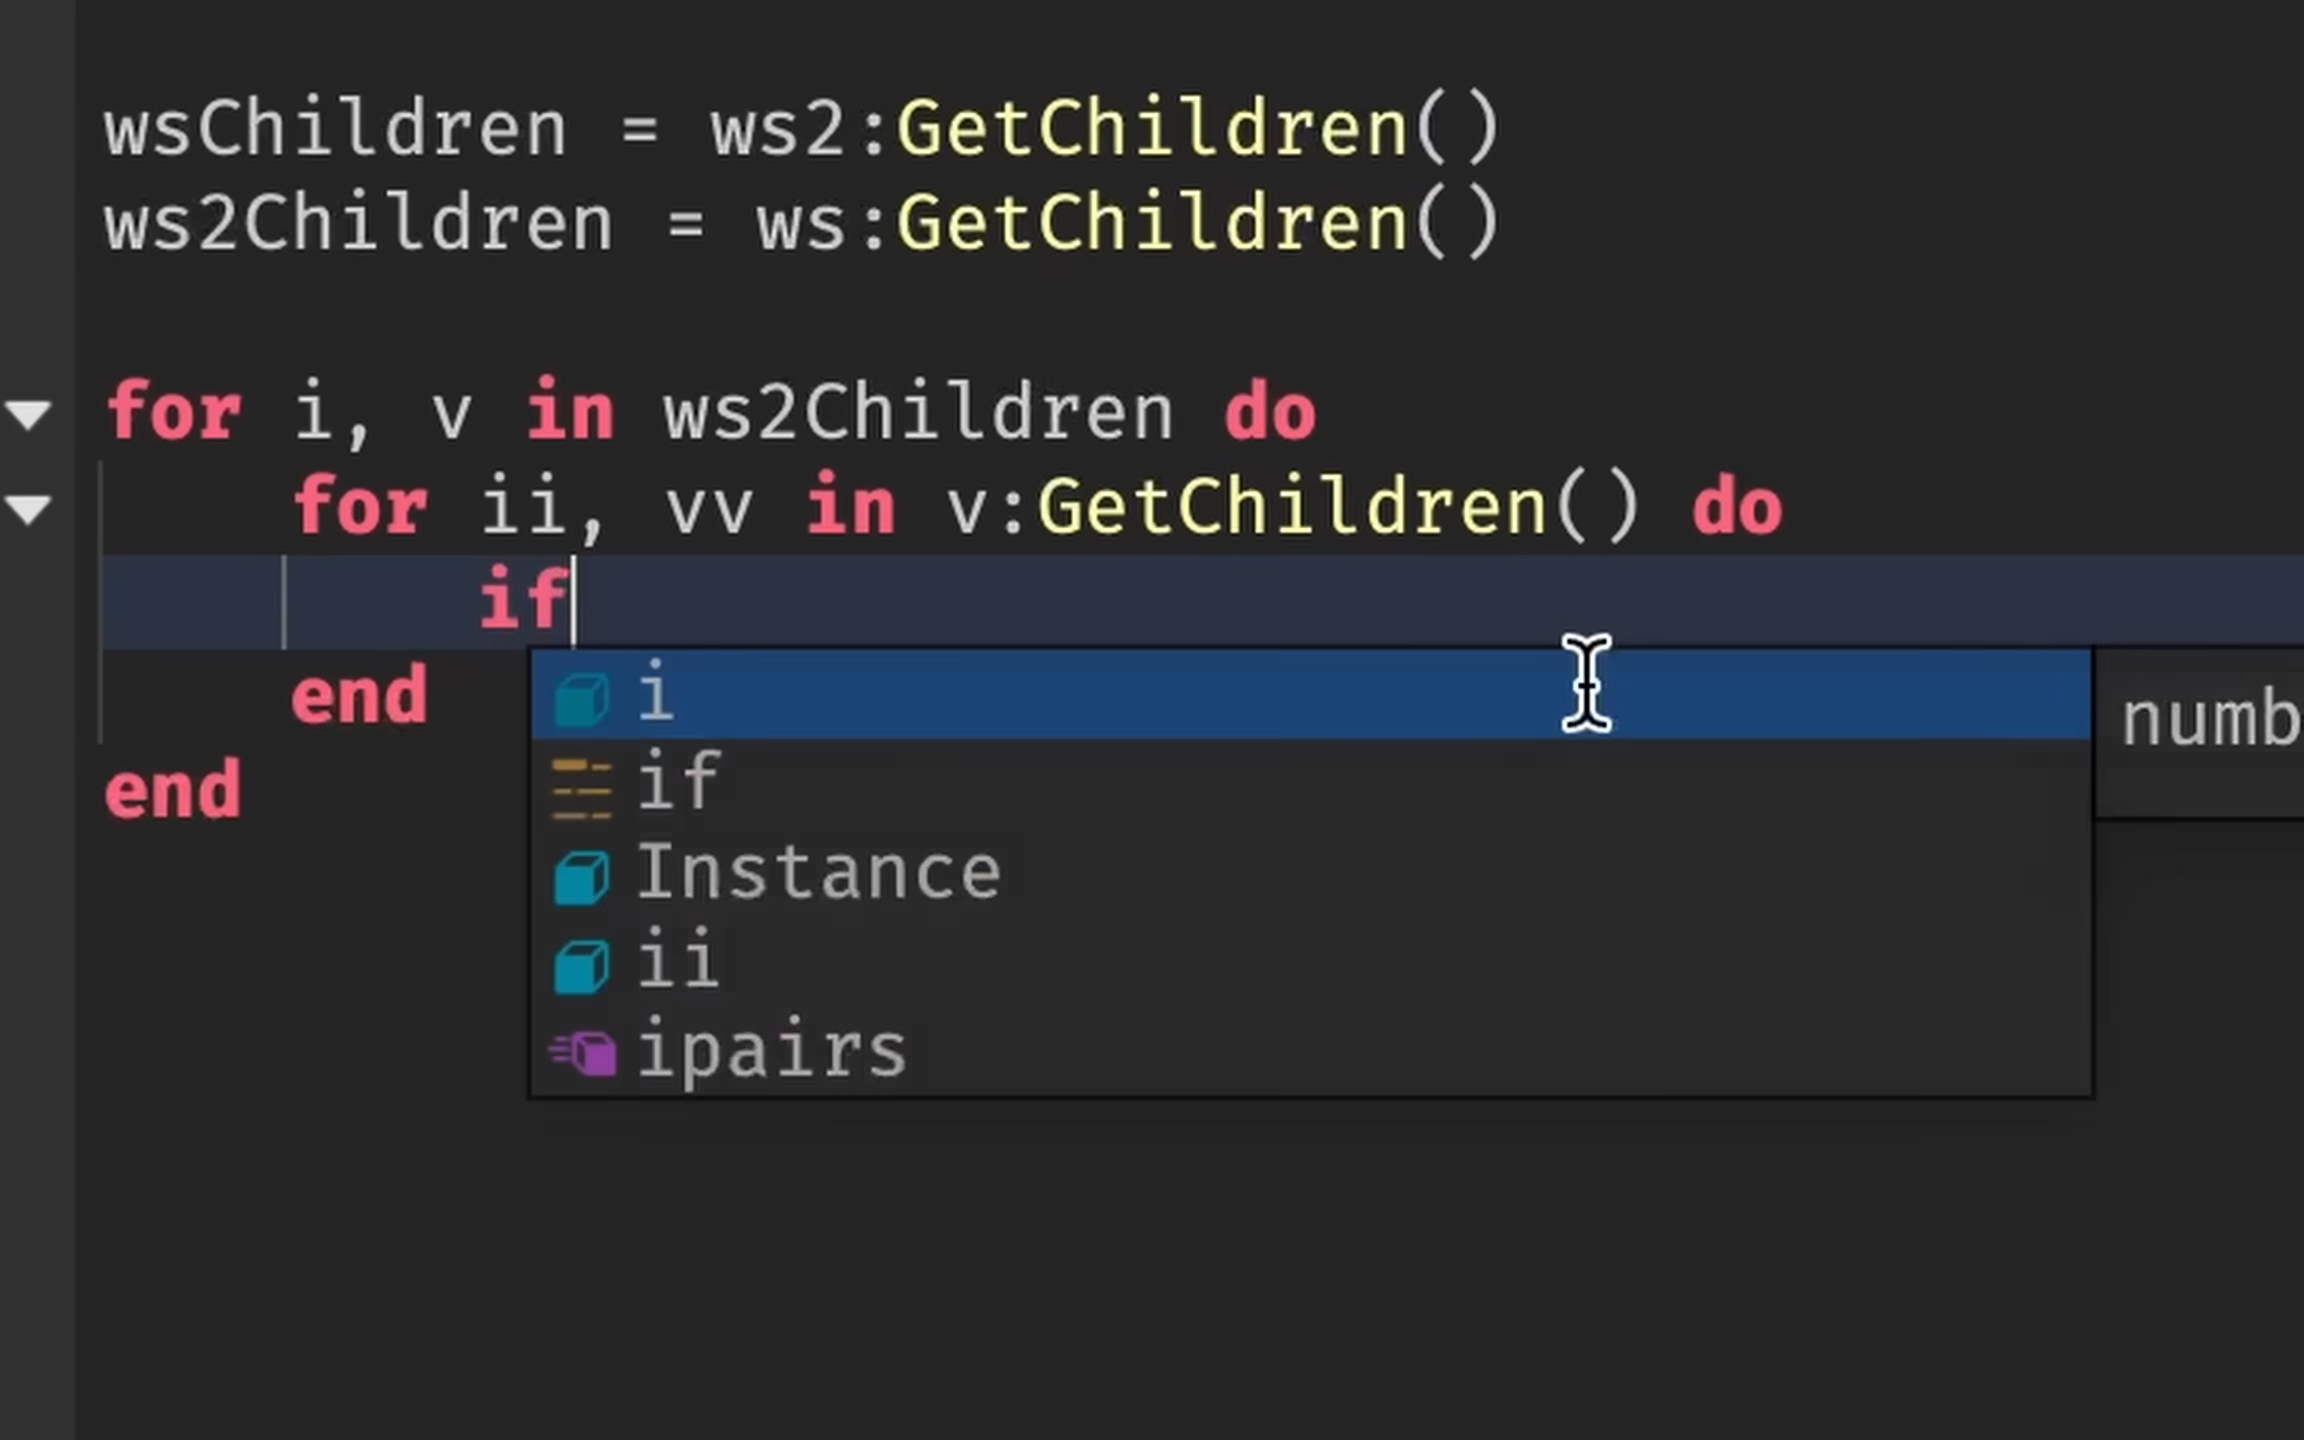 wsChildren = ws2:GetChildren()
ws2Children = ws:GetChildren()
for i, v in ws2Children do
for ii, vv in v:GetChildren() do
if
end
end
i
if
Instance
ii
ipairs
numb